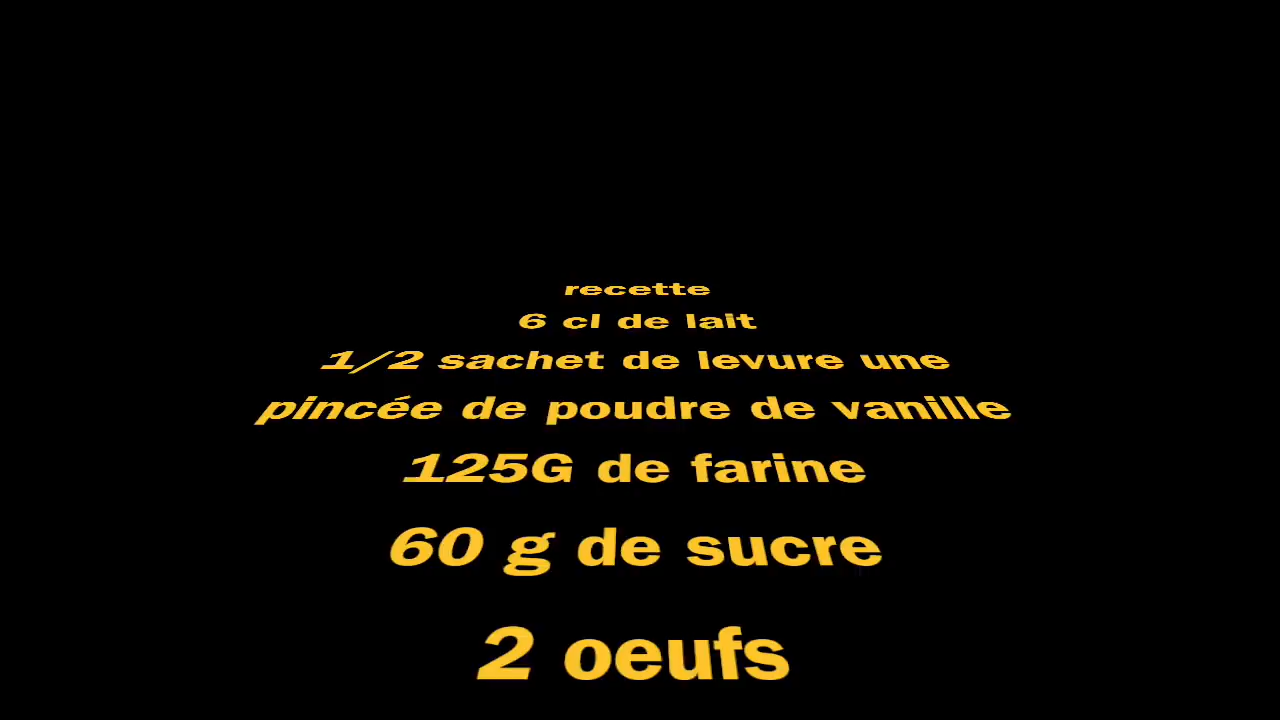 recette
6 cl de lait
1/2 sachet de levure une
pincée de poudre de vanille
125G de farine
60 g de sucre
2 oeufs